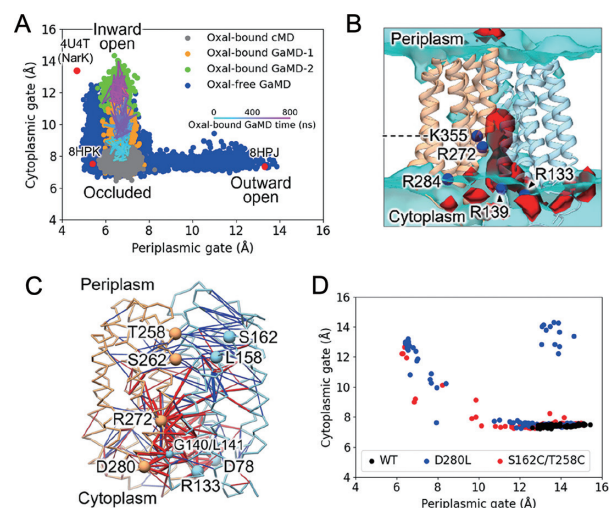 A
Inward
open
4U4T
(NarK)
Oxal-bound cMD
Oxal-bound GaMD-1
Oxal-bound GaMD-2
Oxal-free GaMD
0 400 800
Oxal-bound GaMD time (ns)
8HPK
8HPJ
Occluded
Outward
open
16
14
12
10
8
6
4
4 6 8 10 12 14 16
Cytoplasmic gate (Å)
Periplasmic gate (Å)
B
Periplasm
K355
R272
R284
R133
R139
Cytoplasm
C
Periplasm
T258
S162
S262
L158
R272
G140/L141
D280
D78
R133
Cytoplasm
D
16
14
12
10
8
6
4
Cytoplasmic gate (Å)
WT D280L S162C/T258C
4 6 8 10 12 14 16
Periplasmic gate (Å)